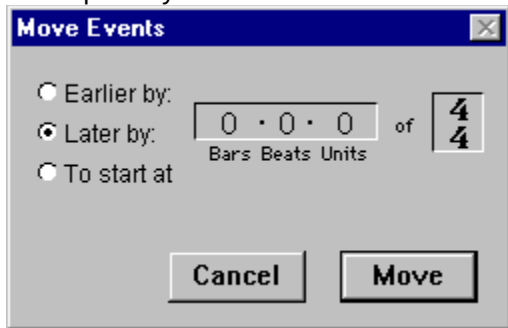 Move Events
Earlier by:
Later by:
To start at
0 · 0 · 0 of 4 4
Bars Beats Units
Cancel Move